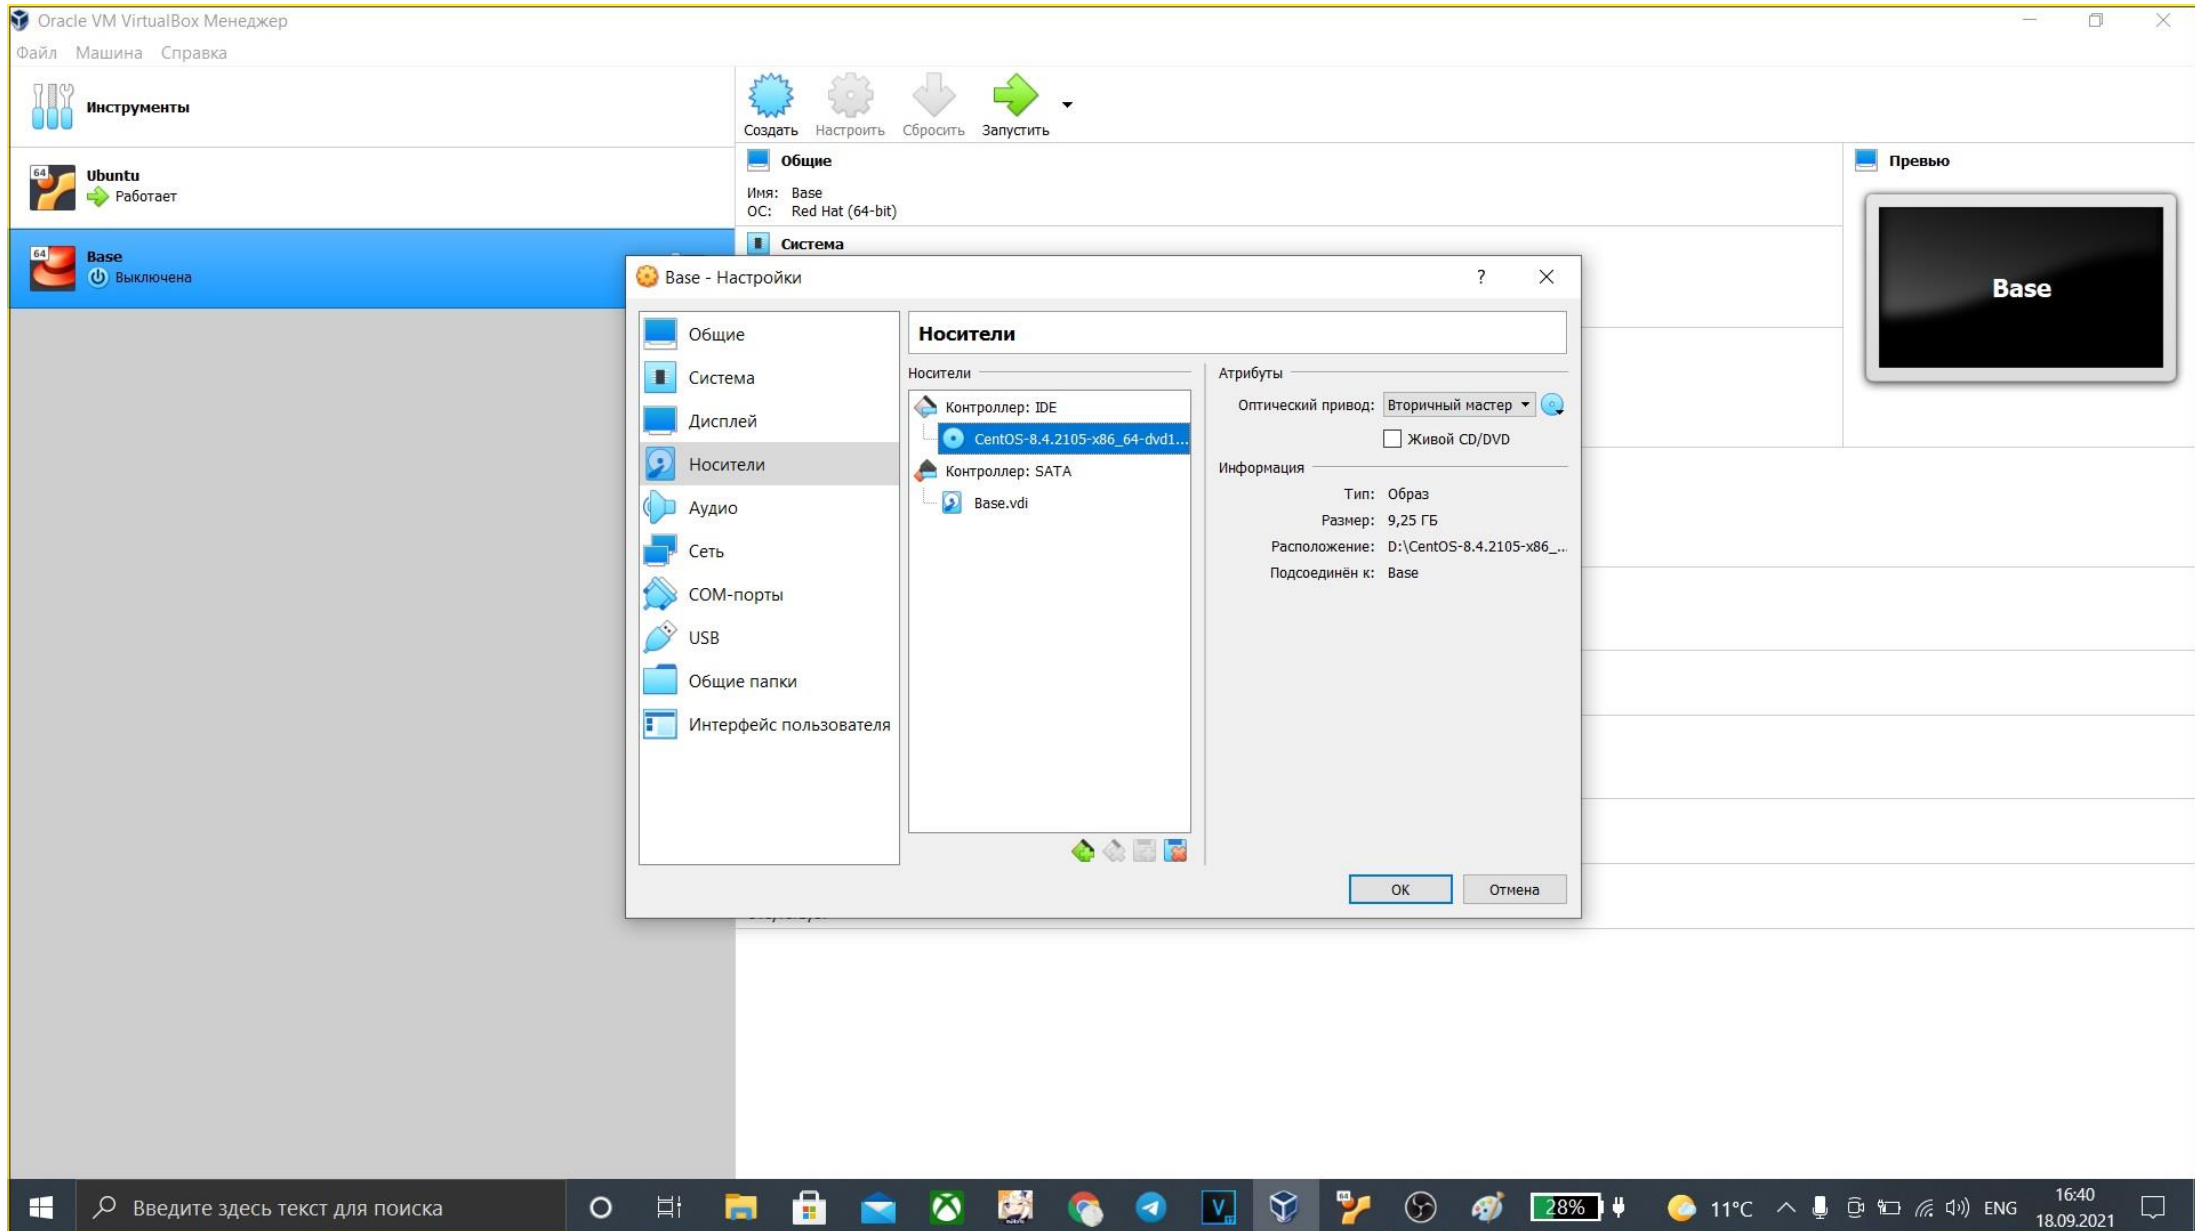 Oracle VM VirtualBox Менеджер
Файл Машина Справка
Инструменты
Создать Настроить Сбросить Запустить
64
Ubuntu
Работает
64
Base
Выключена
Общие
Имя: Base
ОС: Red Hat (64-bit)
Система
Превью
Base
Base - Настройки
?
Общие
Система
Дисплей
Носители
Аудио
Сеть
COM-порты
USB
Общие папки
Интерфейс пользователя
Носители
Носители
Контроллер: IDE
CentOS-8.4.2105-x86_64-dvd1...
Контроллер: SATA
Base.vdi
Атрибуты
Оптический привод: Вторичный мастер
Живой CD/DVD
Информация
Тип: Образ
Размер: 9,25 ГБ
Расположение: D:\CentOS-8.4.2105-x86_...
Подсоединён к: Base
OK Отмена
Введите здесь текст для поиска
V
64
28%
11°C
ENG
16:40
18.09.2021